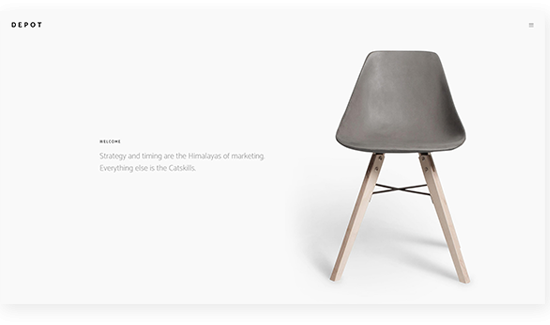 DEPOT
WELCOME
Strategy and timing are the Himalayas of marketing
Everything else is the Catskills.